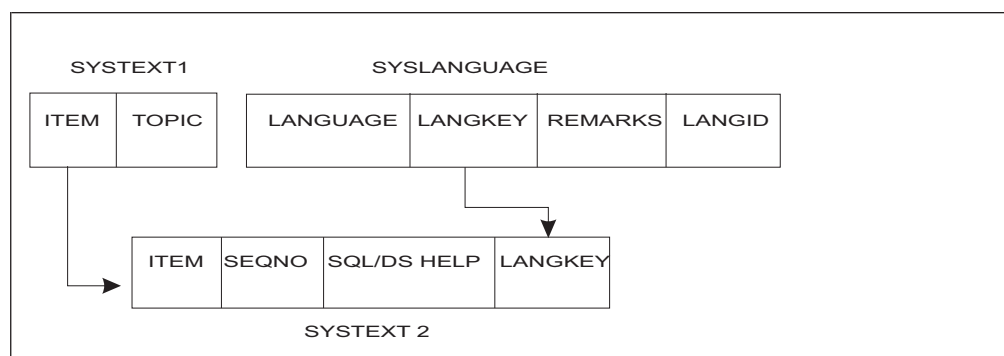 SYSTEXT1
SYSLANGUAGE
ITEM TOPIC
LANGUAGE LANGKEY REMARKS LANGID
ITEM SEQNO SQL/DS HELP LANGKEY
SYSTEXT 2